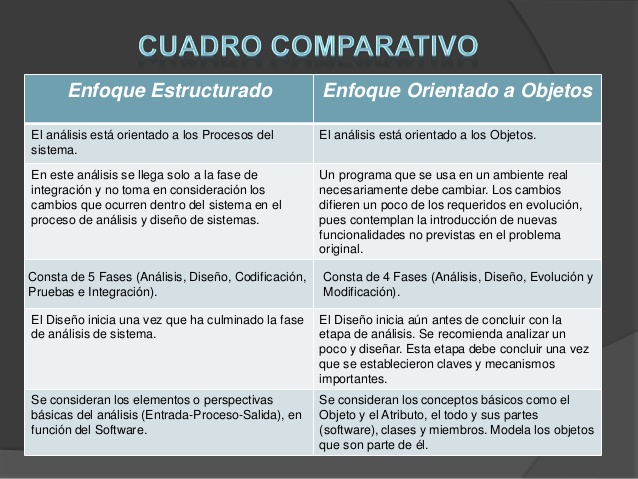 CUADRO COMPARATIVO
Enfoque Estructurado
Enfoque Orientado a Objetos
El análisis está orientado a los Procesos del
sistema.
El análisis está orientado a los Objetos.
En este análisis se llega solo a la fase de
integración y no toma en consideración los
cambios que ocurren dentro del sistema en el
proceso de análisis y diseño de sistemas.
Un programa que se usa en un ambiente real
necesariamente debe cambiar. Los cambios
difieren un poco de los requeridos en evolución,
pues contemplan la introducción de nuevas
funcionalidades no previstas en el problema
original.
Consta de 5 Fases (Análisis, Diseño, Codificación,
Pruebas e Integración).
Consta de 4 Fases (Análisis, Diseño, Evolución y
Modificación).
El Diseño inicia una vez que ha culminado la fase
de análisis de sistema.
El Diseño inicia aún antes de concluir con la
etapa de análisis. Se recomienda analizar un
poco y diseñar. Esta etapa debe concluir una vez
que se establecieron claves y mecanismos
importantes.
Se consideran los elementos o perspectivas
básicas del análisis (Entrada-Proceso-Salida), en
función del Software.
Se consideran los conceptos básicos como el
Objeto y el Atributo, el todo y sus partes
(software), clases y miembros. Modela los objetos
que son parte de él.